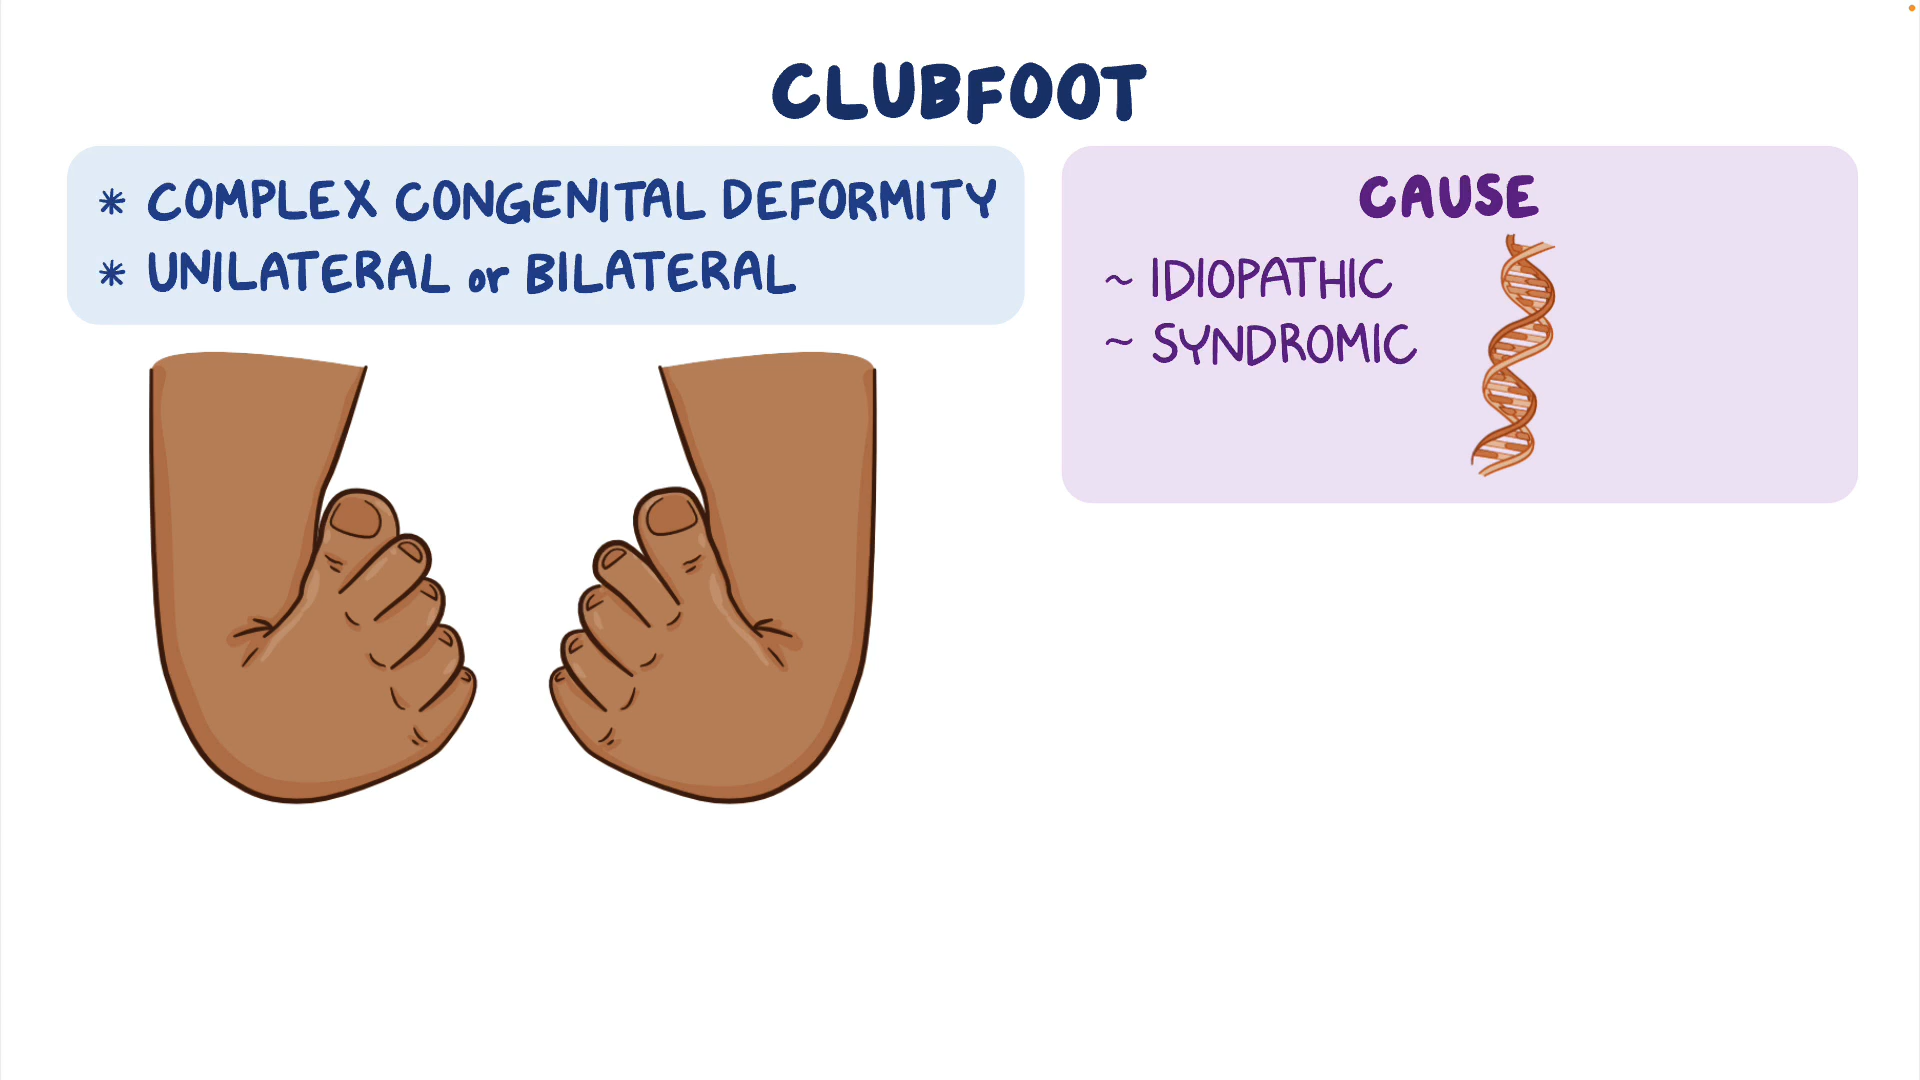 CLUBFOOT
* COMPLEX CONGENITAL DEFORMITY
* UNILATERAL or BILATERAL
CAUSE
~ IDIOPATHIC
~ SYNDROMIC